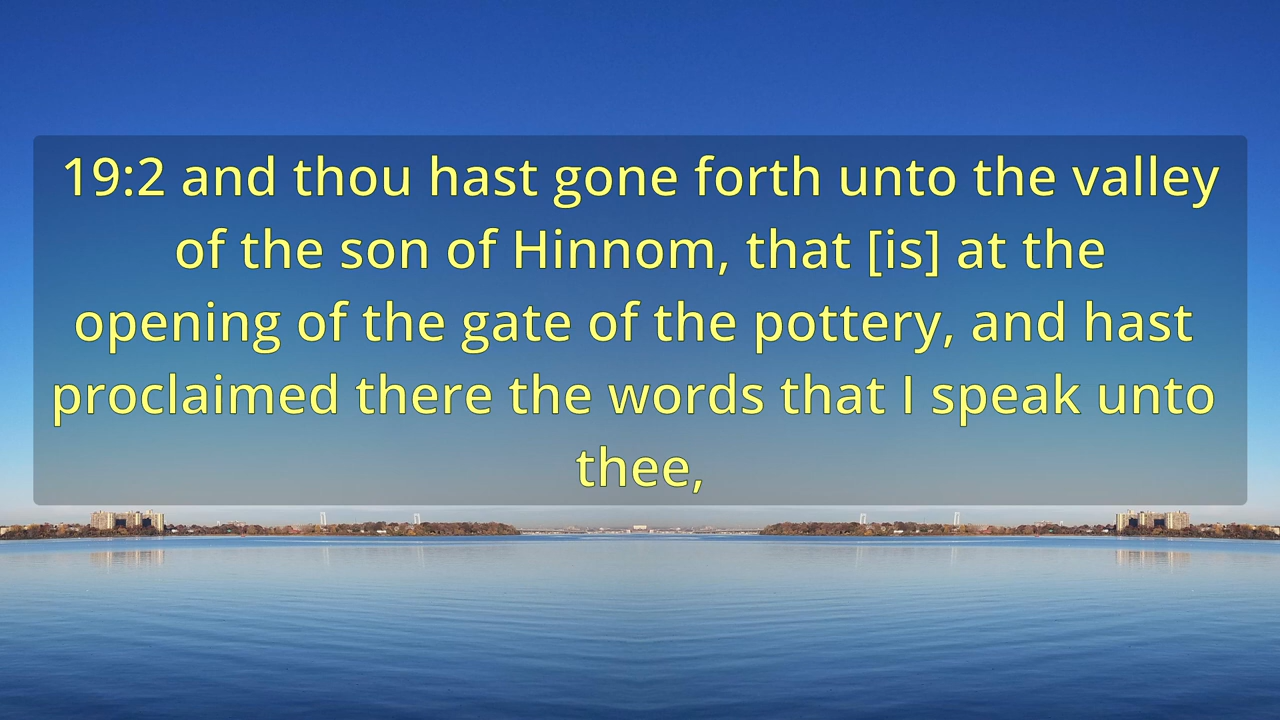 19:2 and thou hast gone forth unto the valley
of the son of Hinnom, that [is] at the
opening of the gate of the pottery, and hast
proclaimed there the words that I speak unto
thee,